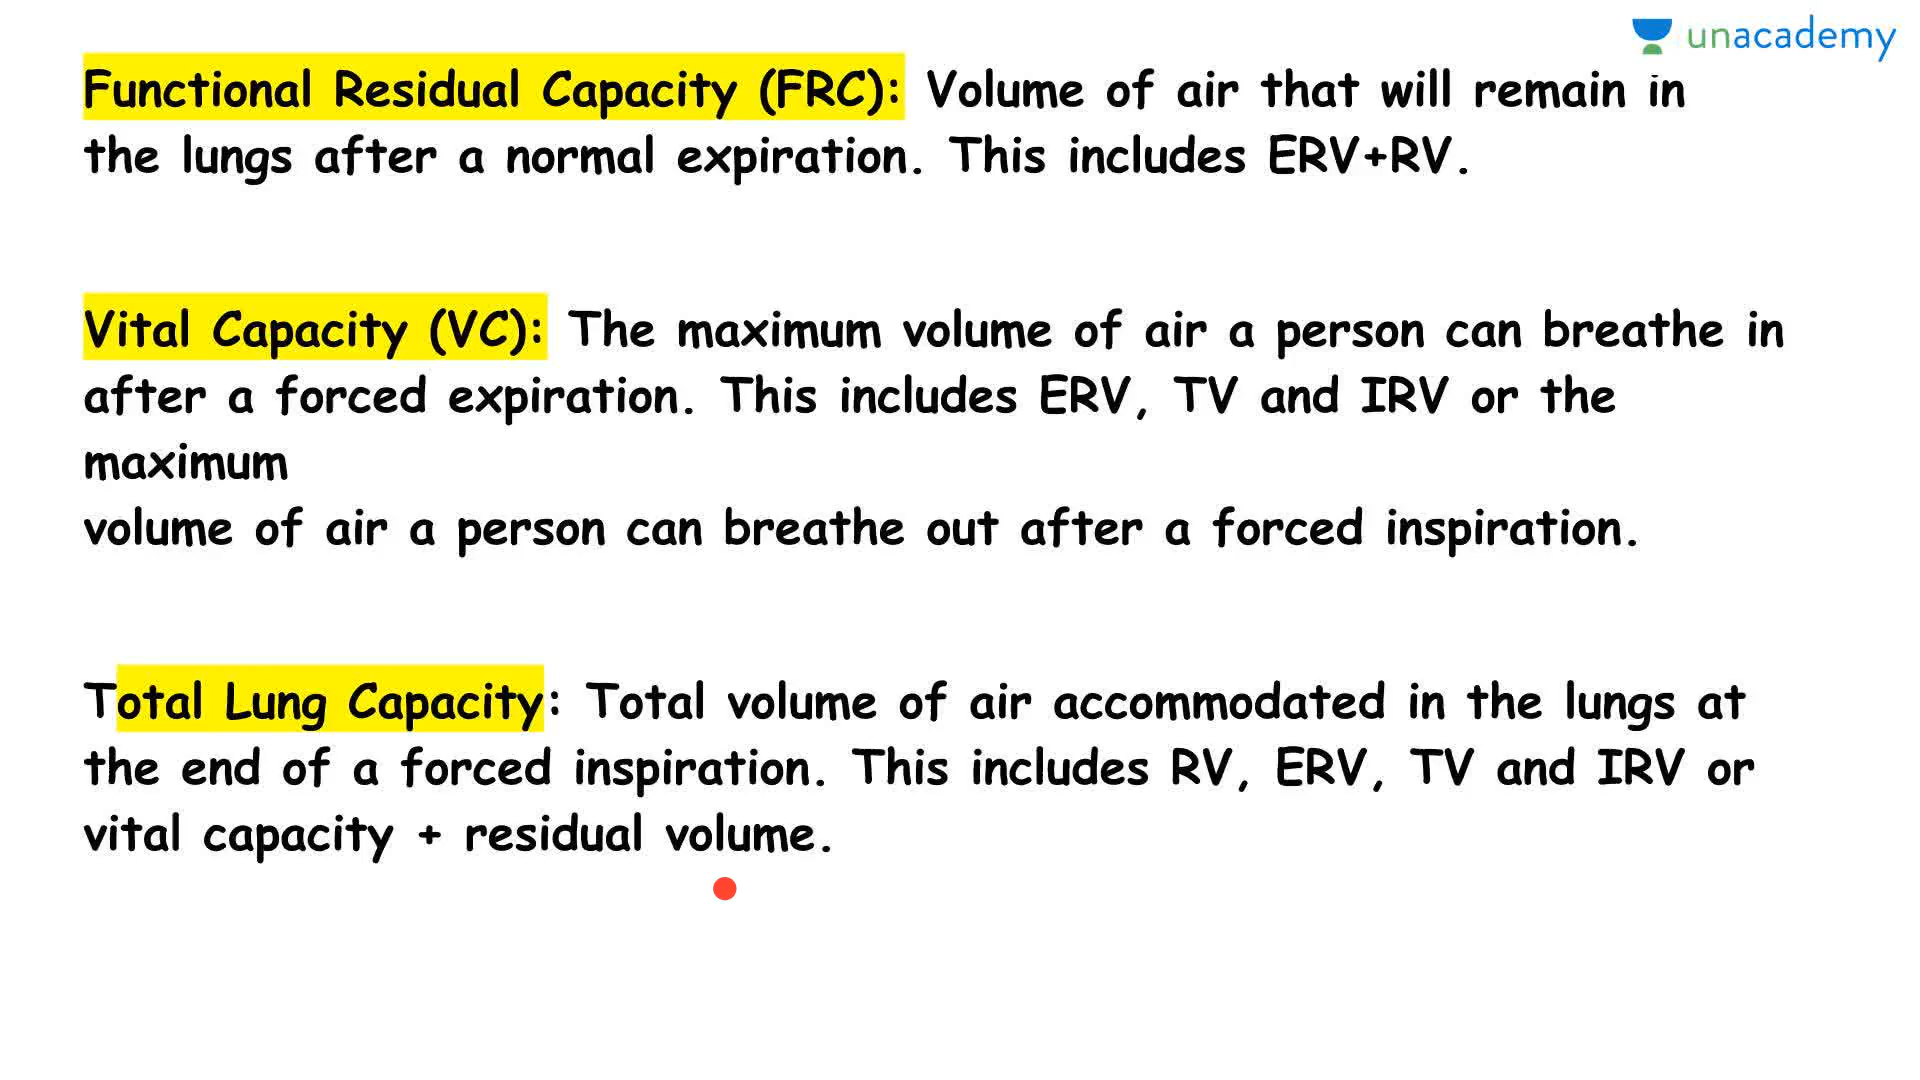 unacademy
Functional Residual Capacity (FRC): Volume of air that will remain in
the lungs after a normal expiration. This includes ERV+RV.
Vital Capacity (VC): The maximum volume of air a person can breathe in
after a forced expiration. This includes ERV, TV and IRV or the
maximum
volume of air a person can breathe out after a forced inspiration.
Total Lung Capacity: Total volume of air accommodated in the lungs at
the end of a forced inspiration. This includes RV, ERV, TV and IRV or
vital capacity + residual volume.